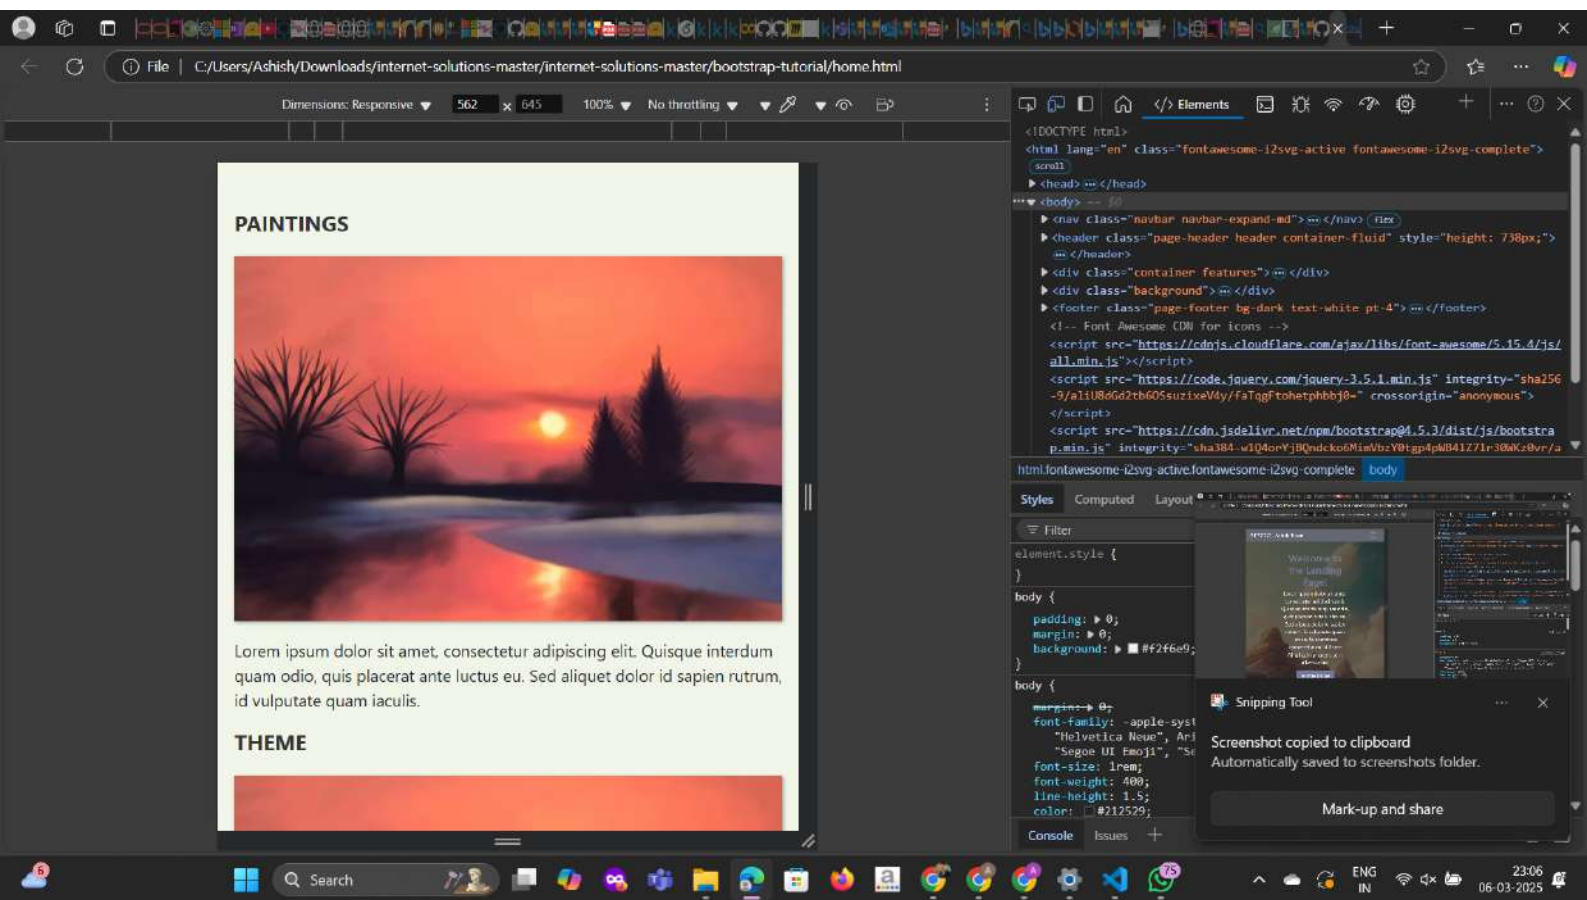 File | C:/Users/Ashish/Downloads/internet-solutions-master/internet-solutions-master/bootstrap-tutorial/home.html
Dimensions: Responsive 562 x 645 100% No throttling
</> Elements
<!DOCTYPE html>
<html lang="en" class="fontawesome-i2svg-active fontawesome-i2svg-complete">
scroll
<head> ••• </head>
••• <body> == $0
<nav class="navbar navbar-expand-md"> ••• </nav> flex
<header class="page-header header container-fluid" style="height: 738px;">
••• </header>
<div class="container features"> ••• </div>
<div class="background"> ••• </div>
<footer class="page-footer bg-dark text-white pt-4"> ••• </footer>
<!-- Font Awesome CDN for icons -->
<script src="https://cdnjs.cloudflare.com/ajax/libs/font-awesome/5.15.4/js/
all.min.js"></script>
<script src="https://code.jquery.com/jquery-3.5.1.min.js" integrity="sha256
crossorigin="anonymous">
</script>
<script src="https://cdn.jsdelivr.net/npm/bootstrap@4.5.3/dist/js/bootstra
p.min.js" integrity=
html.fontawesome-i2svg-active.fontawesome-i2svg-complete body
Styles Computed Layout
Filter
element.style {
}
body {
padding: 0;
margin: 0;
background: #f2f6e9;
}
body {
margin: 0;
font-family: -apple-syst
"Helvetica Neue", Ari
"Segoe UI Emoji", "Se
font-size: 1rem;
font-weight: 400;
line-height: 1.5;
color: #212529;
Console Issues
PAINTINGS
Lorem ipsum dolor sit amet, consectetur adipiscing elit. Quisque interdum
quam odio, quis placerat ante luctus eu. Sed aliquet dolor id sapien rutrum,
id vulputate quam iaculis.
THEME
Welcome to
the Landing
Page!
Snipping Tool
Screenshot copied to clipboard
Automatically saved to screenshots folder.
Mark-up and share
6
Search
75
ENG
IN
23:06
06-03-2025